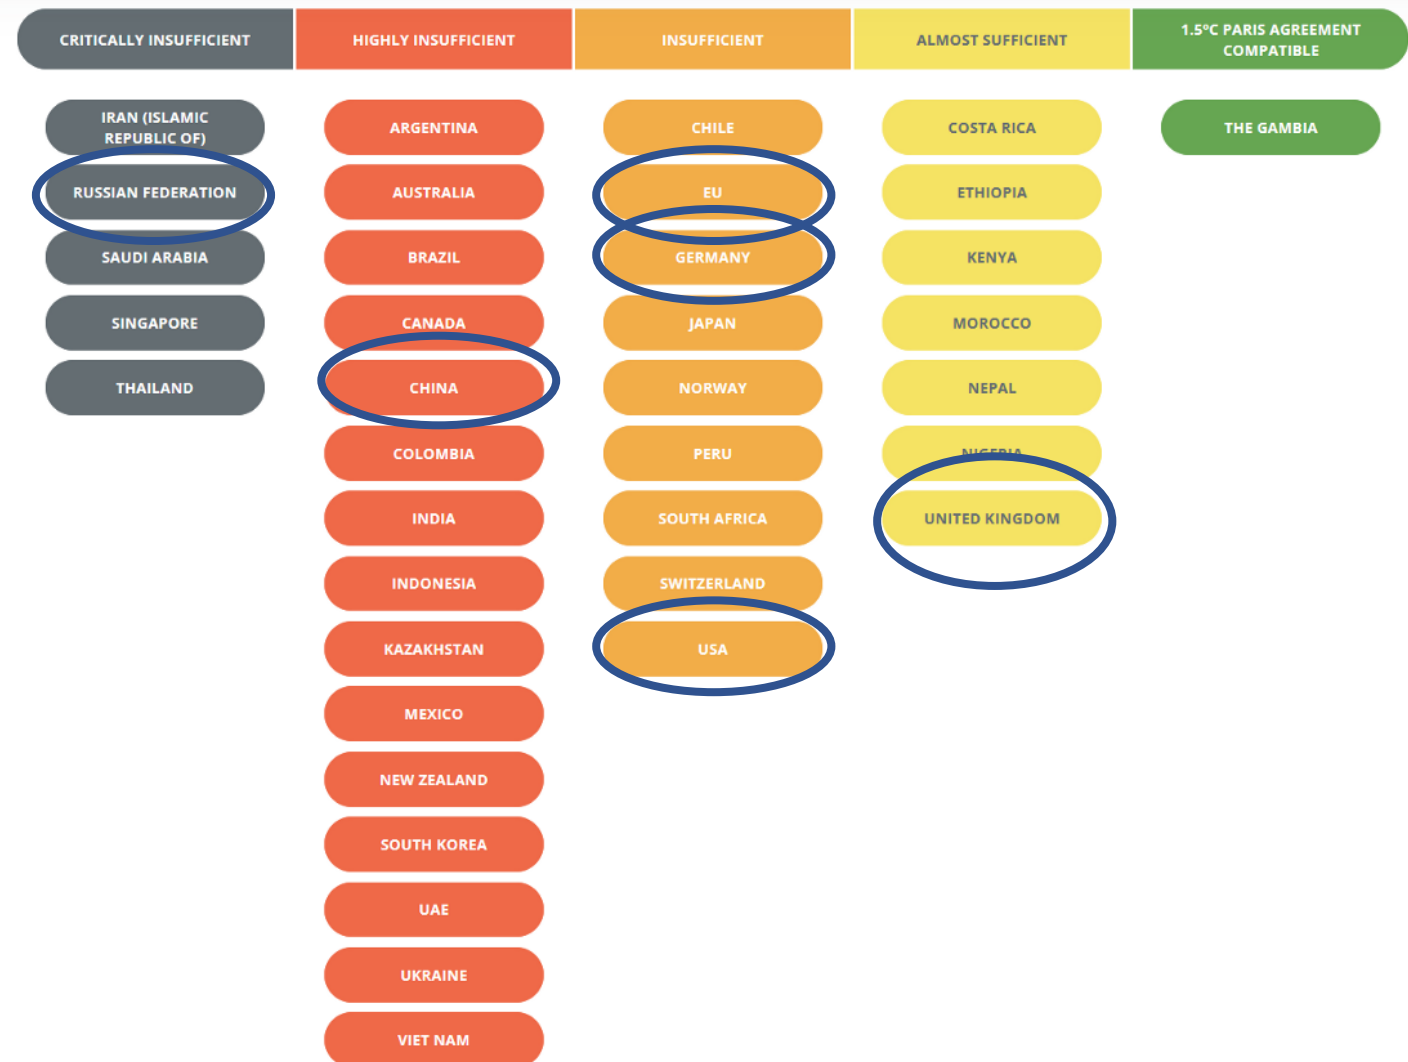 CRITICALLY INSUFFICIENT
HIGHLY INSUFFICIENT
INSUFFICIENT
ALMOST SUFFICIENT
1.5ºC PARIS AGREEMENT
COMPATIBLE
IRAN (ISLAMIC
REPUBLIC OF)
RUSSIAN FEDERATION
SAUDI ARABIA
SINGAPORE
THAILAND
ARGENTINA
AUSTRALIA
BRAZIL
CANADA
CHINA
COLOMBIA
INDIA
INDONESIA
KAZAKHSTAN
MEXICO
NEW ZEALAND
SOUTH KOREA
UAE
UKRAINE
VIET NAM
CHILE
EU
GERMANY
JAPAN
NORWAY
PERU
SOUTH AFRICA
SWITZERLAND
USA
COSTA RICA
ETHIOPIA
KENYA
MOROCCO
NEPAL
NIGERIA
UNITED KINGDOM
THE GAMBIA